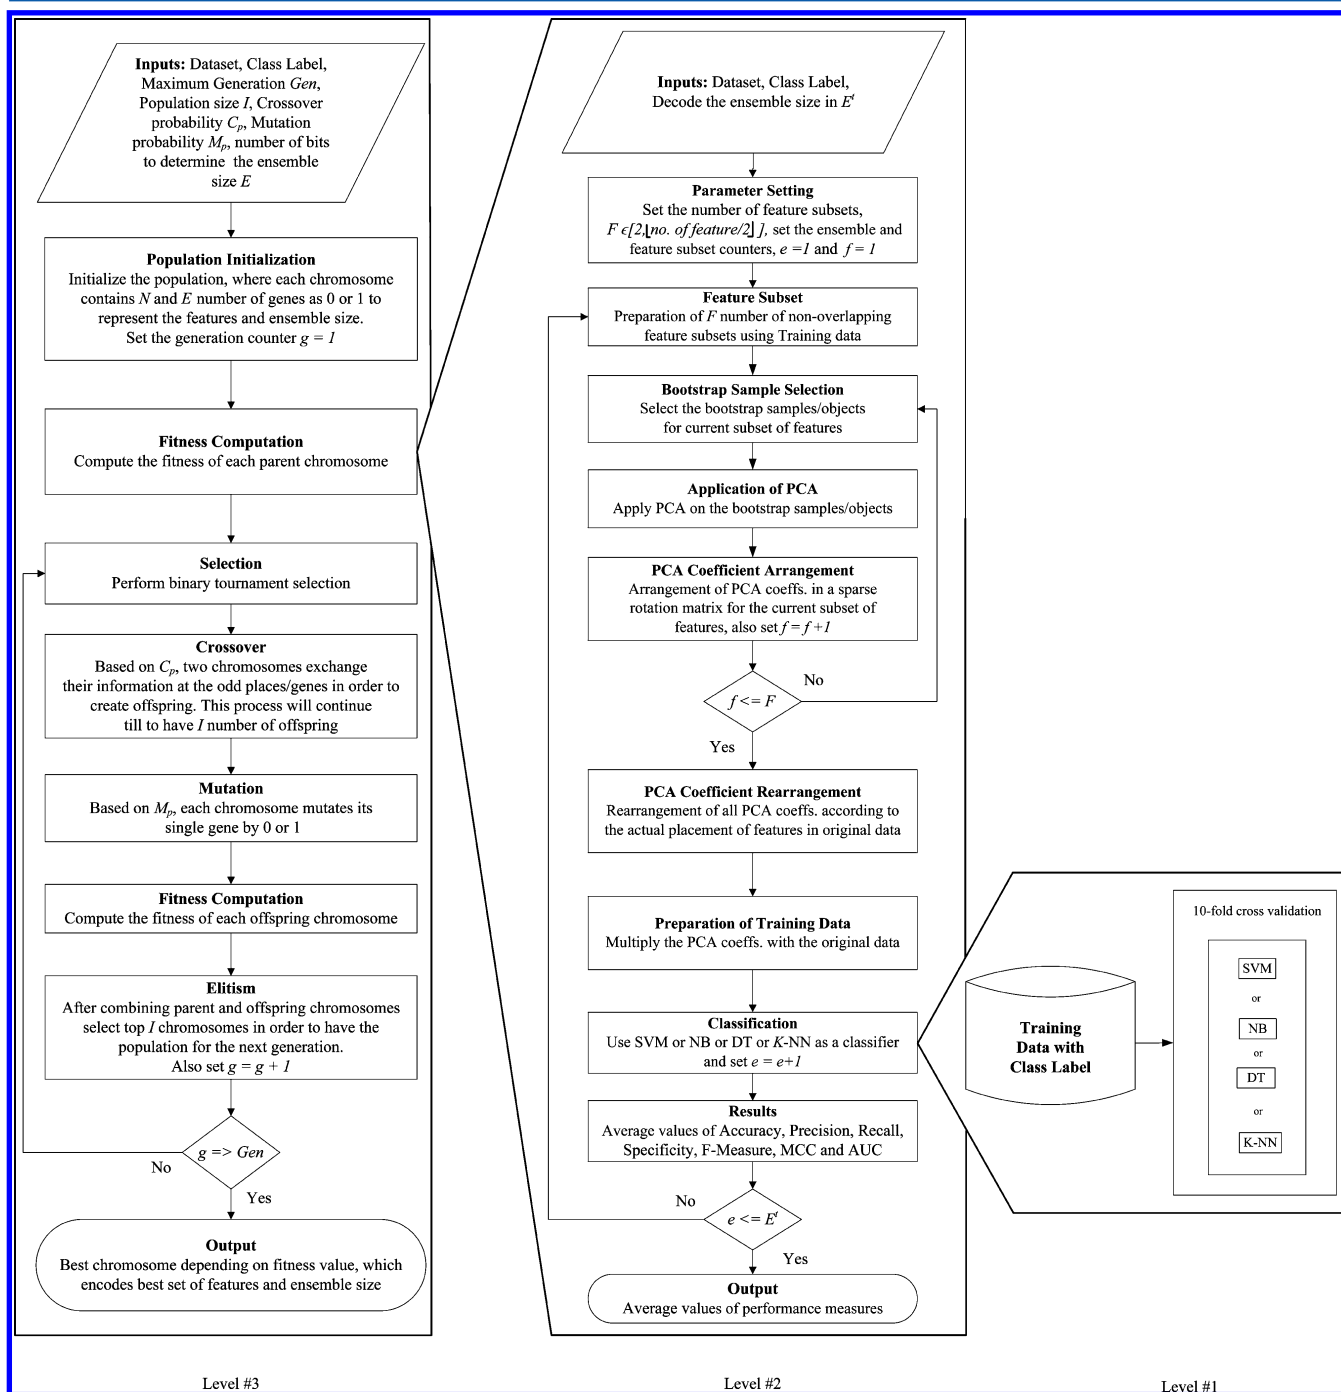 Inputs: Dataset, Class Label,
Maximum Generation Gen,
Population size I, Crossover
probability Cp, Mutation
probability Mp, number of bits
to determine the ensemble
size E
Population Initialization
Initialize the population, where each chromosome
contains N and E number of genes as 0 or 1 to
represent the features and ensemble size.
Set the generation counter g = 1
Fitness Computation
Compute the fitness of each parent chromosome
Selection
Perform binary tournament selection
Crossover
Based on Cp, two chromosomes exchange
their information at the odd places/genes in order to
create offspring. This process will continue
till to have I number of offspring
Mutation
Based on Mp, each chromosome mutates its
single gene by 0 or 1
Fitness Computation
Compute the fitness of each offspring chromosome
Elitism
After combining parent and offspring chromosomes
select top I chromosomes in order to have the
population for the next generation.
Also set g = g + 1
g => Gen
No
Yes
Output
Best chromosome depending on fitness value, which
encodes best set of features and ensemble size
Level #3
Inputs: Dataset, Class Label,
Decode the ensemble size in E^t
Parameter Setting
Set the number of feature subsets,
F ϵ[2,⌊no. of feature/2⌋ ], set the ensemble and
feature subset counters, e =1 and f = 1
Feature Subset
Preparation of F number of non-overlapping
feature subsets using Training data
Bootstrap Sample Selection
Select the bootstrap samples/objects
for current subset of features
Application of PCA
Apply PCA on the bootstrap samples/objects
PCA Coefficient Arrangement
Arrangement of PCA coeffs. in a sparse
rotation matrix for the current subset of
features, also set f = f +1
f <= F
No
Yes
PCA Coefficient Rearrangement
Rearrangement of all PCA coeffs. according to
the actual placement of features in original data
Preparation of Training Data
Multiply the PCA coeffs. with the original data
Classification
Use SVM or NB or DT or K-NN as a classifier
and set e = e+1
Results
Average values of Accuracy, Precision, Recall,
Specificity, F-Measure, MCC and AUC
No
e <= E^t
Yes
Output
Average values of performance measures
Level #2
Training
Data with
Class Label
10-fold cross validation
SVM
or
NB
or
DT
or
K-NN
Level #1